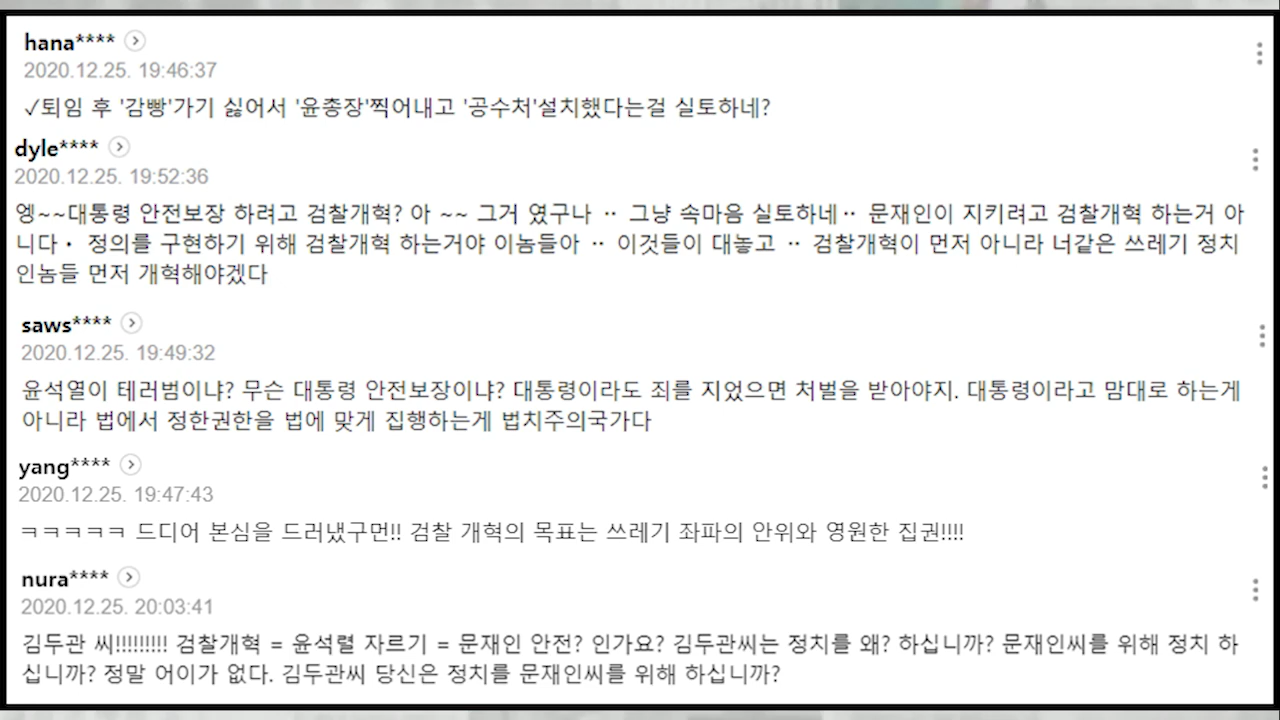 hana****
2020.12.25. 19:46:37
✓퇴임 후 '감빵'가기 싫어서 '윤총장'찍어내고 '공수처'설치했다는걸 실토하네?
dyle****
2020.12.25. 19:52:36
엥~~대통령 안전보장 하려고 검찰개혁? 아 ~~ 그거 였구나 ·· 그냥 속마음 실토하네·· 문재인이 지키려고 검찰개혁 하는거 아
니다· 정의를 구현하기 위해 검찰개혁 하는거야 이놈들아 ·· 이것들이 대놓고 ·· 검찰개혁이 먼저 아니라 너같은 쓰레기 정치
인놈들 먼저 개혁해야겠다
saws****
2020.12.25. 19:49:32
윤석열이 테러범이냐? 무슨 대통령 안전보장이냐? 대통령이라도 죄를 지었으면 처벌을 받아야지. 대통령이라고 맘대로 하는게
아니라 법에서 정한권한을 법에 맞게 집행하는게 법치주의국가다
yang****
2020.12.25. 19:47:43
ㅋㅋㅋㅋㅋ 드디어 본심을 드러냈구먼!! 검찰 개혁의 목표는 쓰레기 좌파의 안위와 영원한 집권!!!!
nura****
2020.12.25. 20:03:41
김두관 씨!!!!!!!!! 검찰개혁 = 윤석렬 자르기 = 문재인 안전? 인가요? 김두관씨는 정치를 왜? 하십니까? 문재인씨를 위해 정치 하
십니까? 정말 어이가 없다. 김두관씨 당신은 정치를 문재인씨를 위해 하십니까?